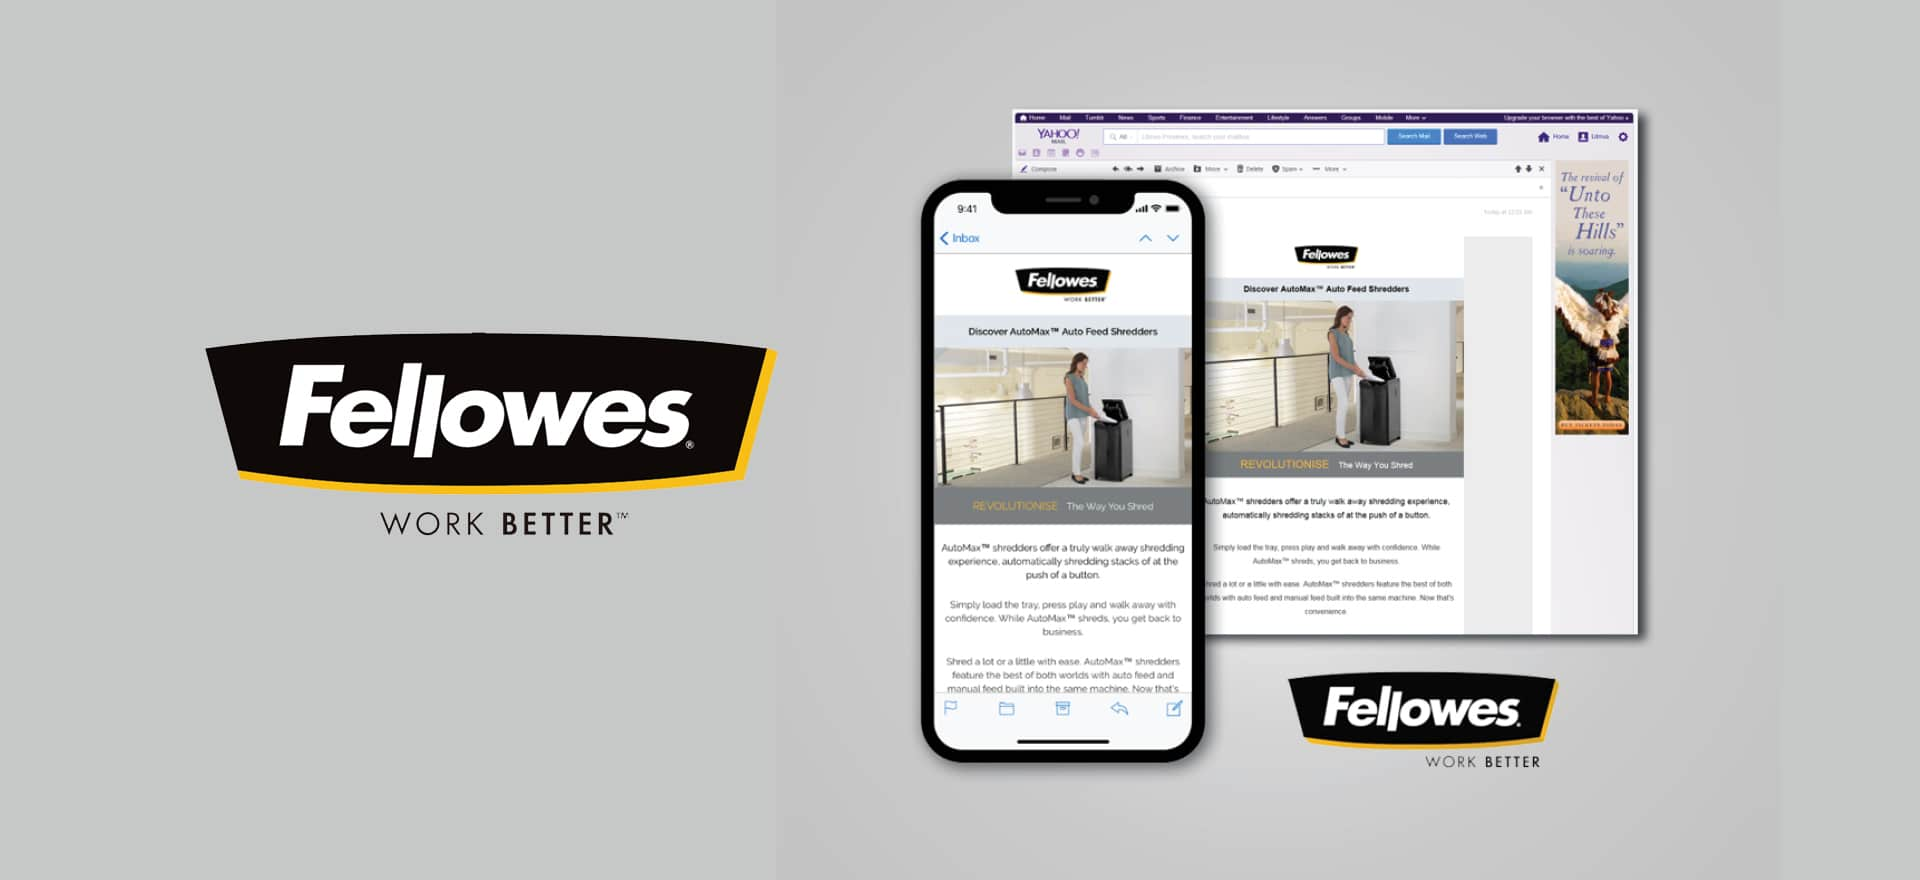 Fellowes®
WORK BETTER™
Home Mail Tumblr News Sports Finance Entertainment Lifestyle Answers Groups Mobile More
Upgrade your browser with the best of Yahoo
YAHOO!
MAIL
All
Search Mail
Search Web
Home
Litmus
Compose
Archive Move Delete Spam More
The revival of
"Unto
These
Hills"
is soaring.
BUY TICKETS TODAY
Fellowes
WORK BETTER
Discover AutoMax™ Auto Feed Shredders
REVOLUTIONISE The Way You Shred
AutoMax™ shredders offer a truly walk away shredding experience,
automatically shredding stacks of at the push of a button.
Simply load the tray, press play and walk away with confidence. While
AutoMax™ shreds, you get back to business.
hred a lot or a little with ease. AutoMax™ shredders feature the best of both
rlds with auto feed and manual feed built into the same machine. Now that's
convenience.
9:41
Inbox
Fellowes
WORK BETTER
Discover AutoMax™ Auto Feed Shredders
REVOLUTIONISE The Way You Shred
AutoMax™ shredders offer a truly walk away shredding
experience, automatically shredding stacks of at the
push of a button.
Simply load the tray, press play and walk away with
confidence. While AutoMax™ shreds, you get back to
business.
Shred a lot or a little with ease. AutoMax™ shredders
feature the best of both worlds with auto feed and
manual feed built into the same machine. Now that's
Fellowes
WORK BETTER